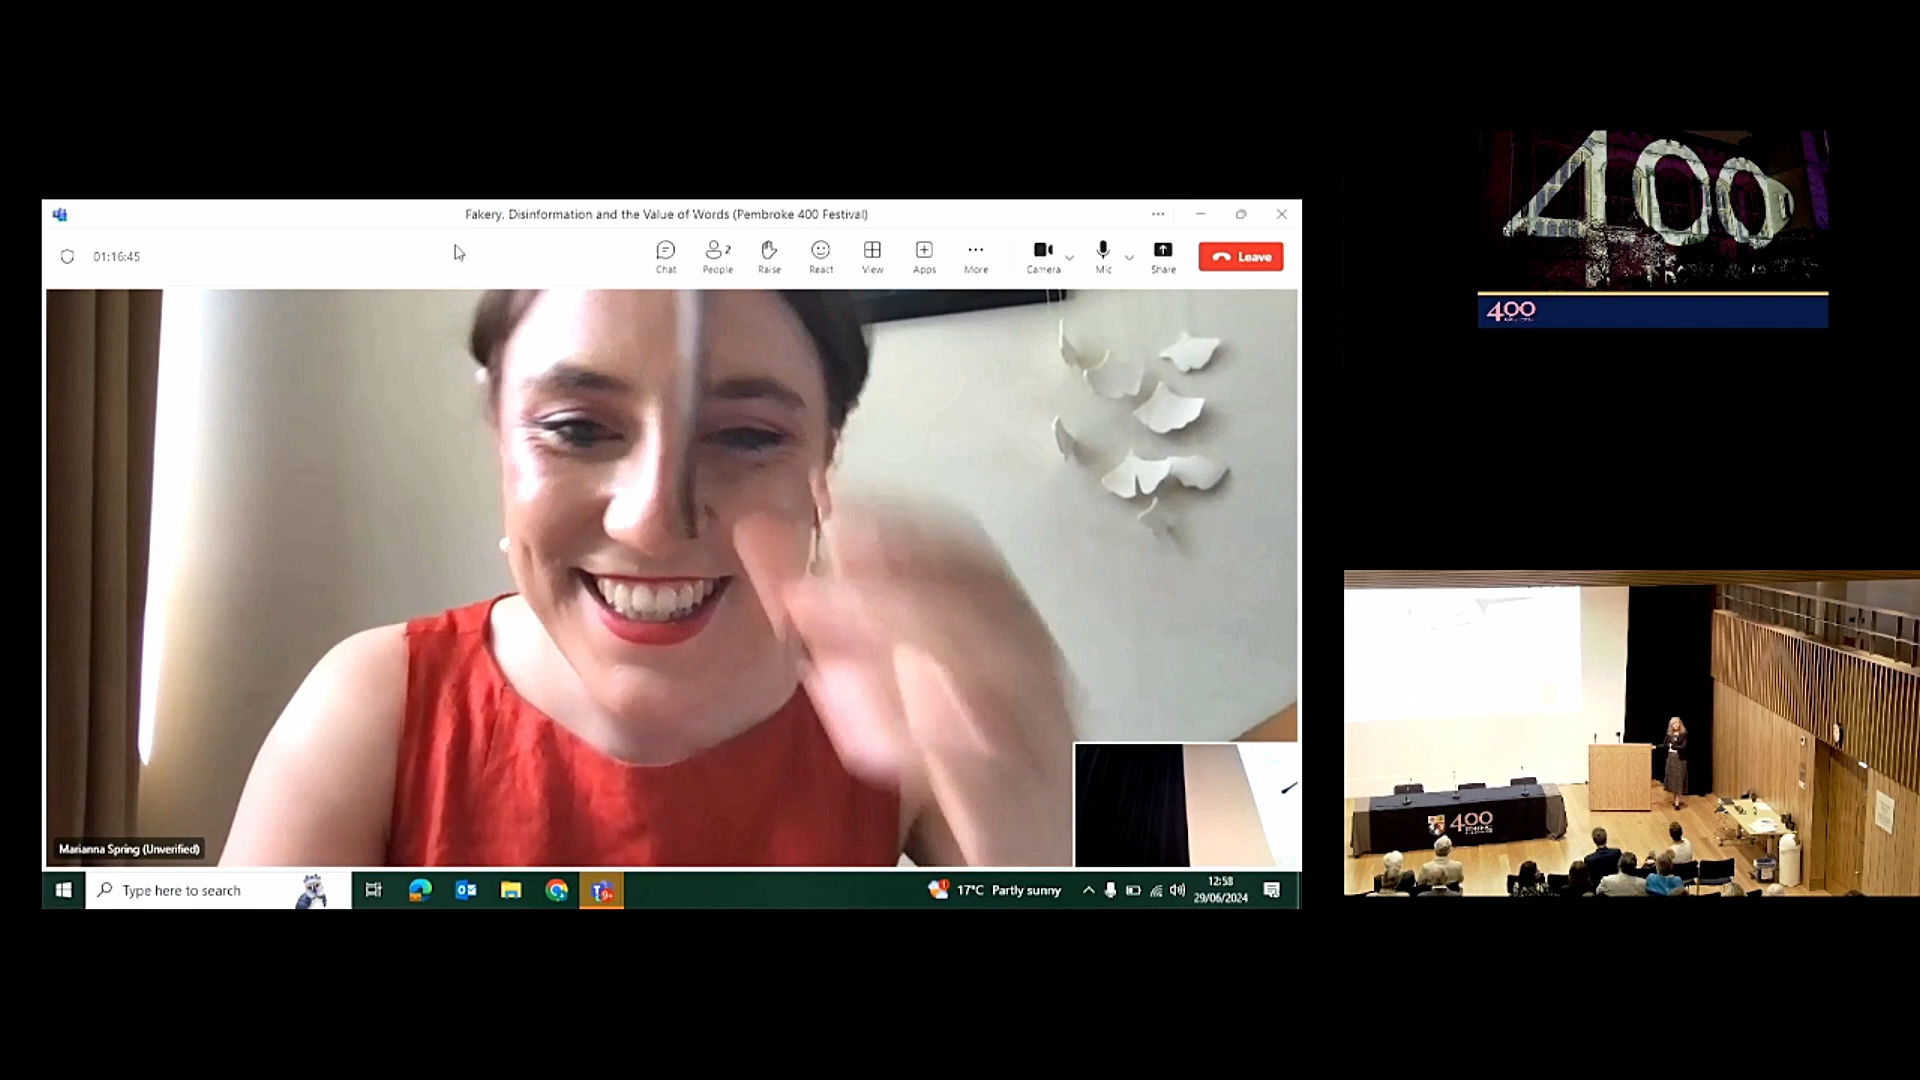 Fakery, Disinformation and the Value of Words (Pembroke 400 Festival)
01:16:45
2
Chat
People
Raise
React
View
Apps
More
Camera
Mic
Share
Leave
Marianna Spring (Unverified)
Type here to search
9+
17°C Partly sunny
12:58
29/06/2024
400
400
400